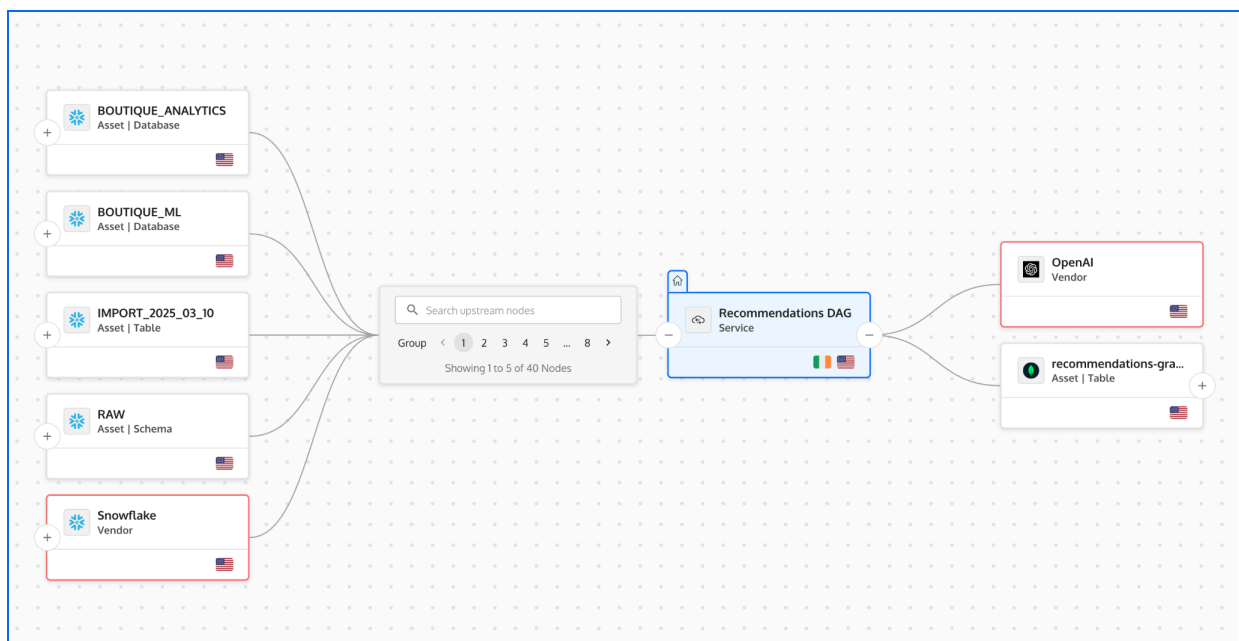 BOUTIQUE_ANALYTICS
Asset | Database
BOUTIQUE_ML
Asset | Database
IMPORT_2025_03_10
Asset | Table
RAW
Asset | Schema
Snowflake
Vendor
Search upstream nodes
Group 1 2 3 4 5 ... 8
Showing 1 to 5 of 40 Nodes
Recommendations DAG
Service
OpenAI
Vendor
recommendations-gra...
Asset | Table